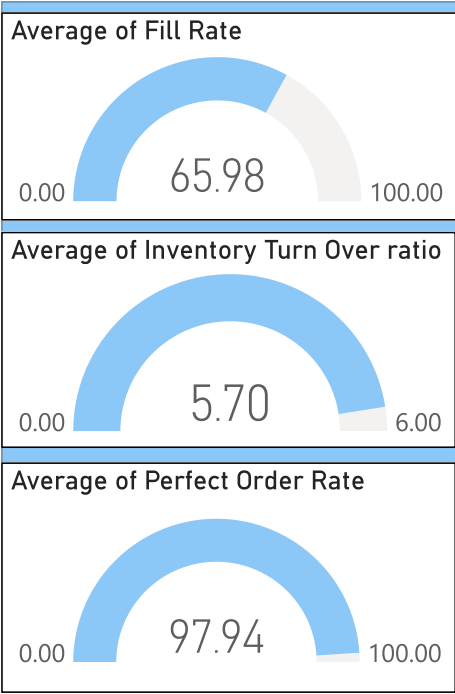 Average of Fill Rate
65.98
0.00 100.00
Average of Inventory Turn Over ratio
5.70
0.00 6.00
Average of Perfect Order Rate
97.94
0.00 100.00